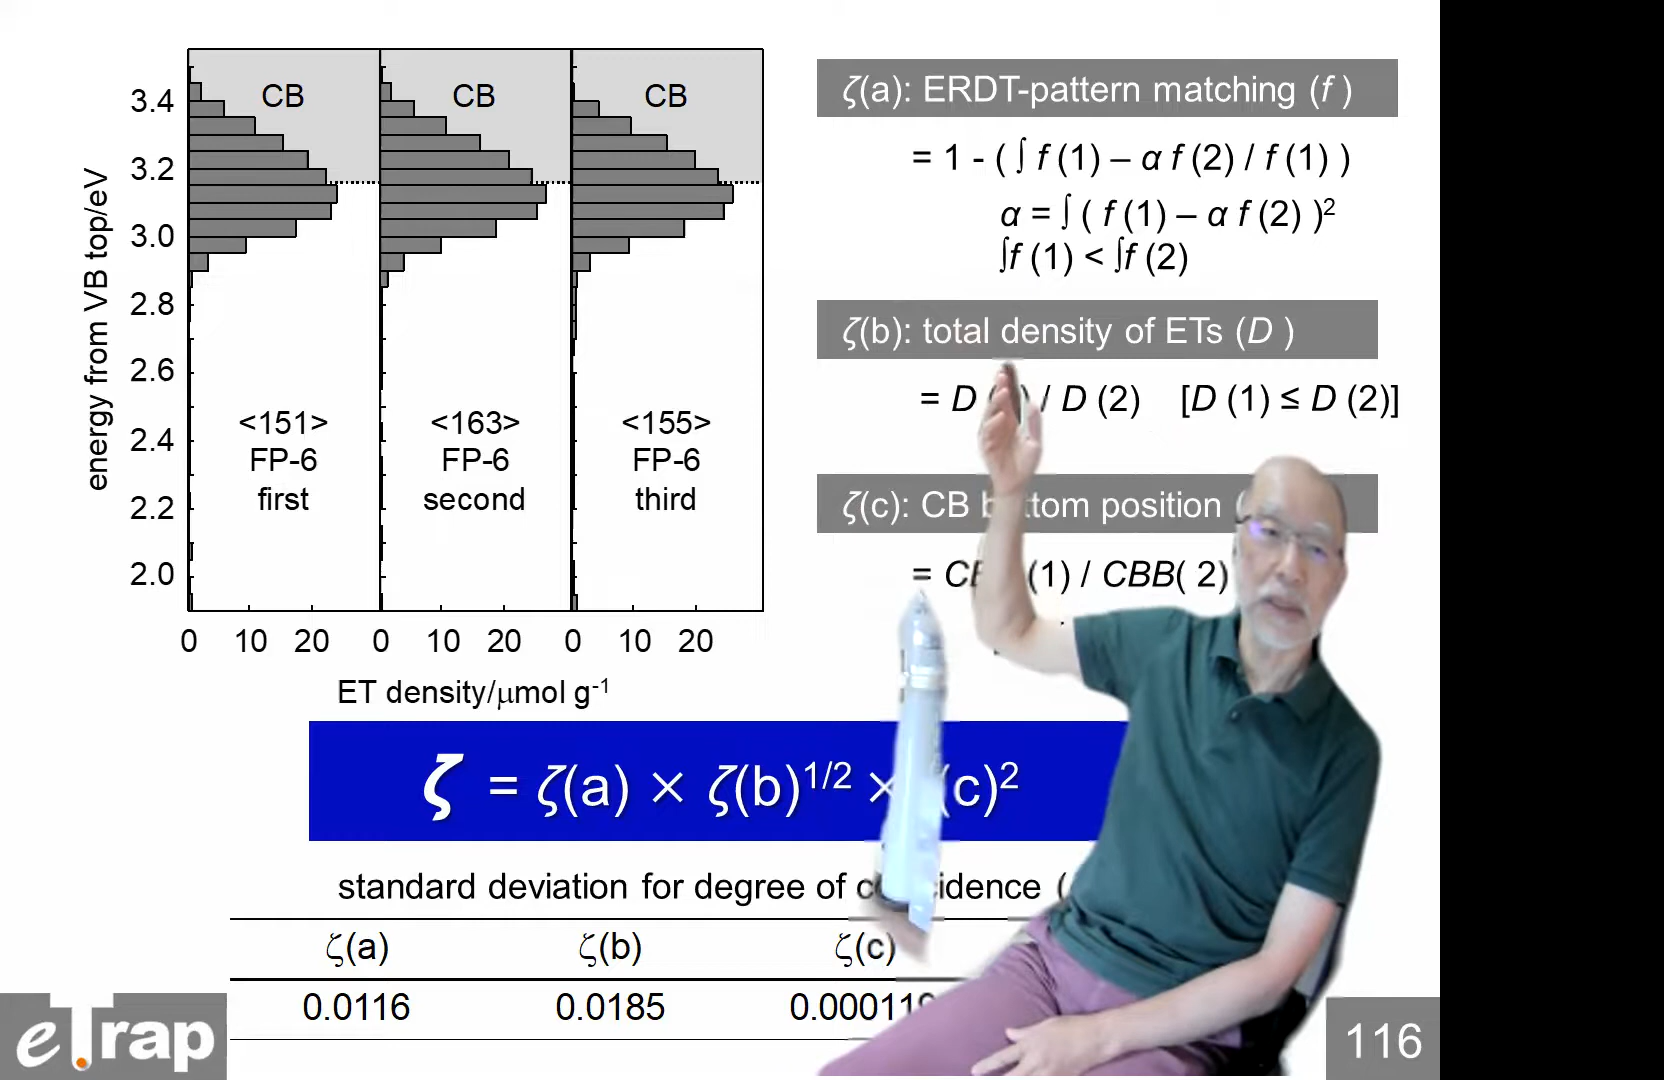 CB CB CB
3.4
3.2
3.0
2.8
2.6
2.4
2.2
2.0
energy from VB top/eV
<151> <163> <155>
FP-6 FP-6 FP-6
first second third
0 10 20 0 10 20 0 10 20
ET density/μmol g-1
ζ(a): ERDT-pattern matching (f )
= 1 - ( ∫ f (1) – α f (2) / f (1) )
α = ∫ ( f (1) – α f (2) )²
∫f (1) < ∫f (2)
ζ(b): total density of ETs (D )
= D / D (2) [D (1) ≤ D (2)]
ζ(c): CB position
= (1) / CBB( 2)
ζ = ζ(a) × ζ(b)1/2 × (c)2
standard deviation for degree of
ζ(a) ζ(b) ζ(c)
0.0116 0.0185 0.000119
eTrap
116